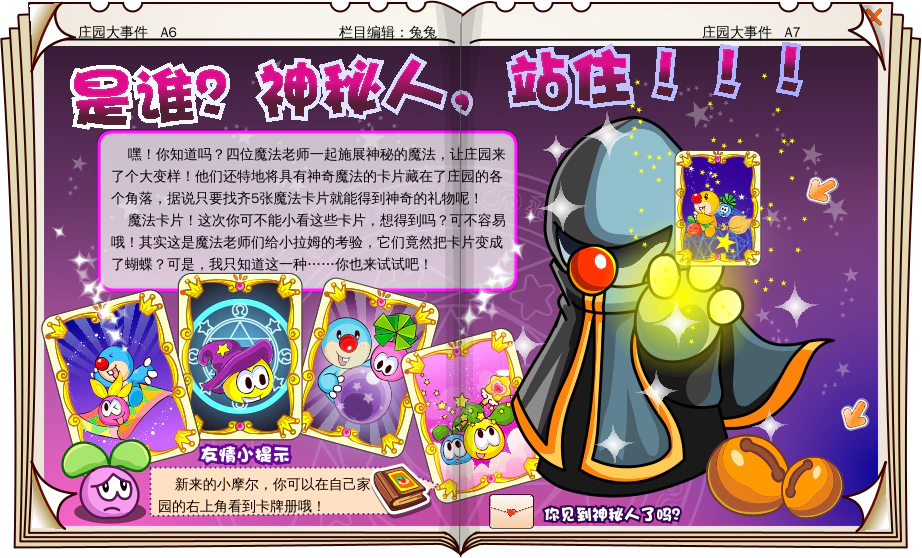 庄园大事件 A6
栏目编辑：兔兔
庄园大事件 A7
是谁？神秘人。站住！！！
嘿！你知道吗？四位魔法老师一起施展神秘的魔法，让庄园来
了个大变样！他们还特地将具有神奇魔法的卡片藏在了庄园的各
个角落，据说只要找齐5张魔法卡片就能得到神奇的礼物呢！
魔法卡片！这次你可不能小看这些卡片，想得到吗？可不容易
哦！其实这是魔法老师们给小拉姆的考验，它们竟然把卡片变成
了蝴蝶？可是，我只知道这一种……你也来试试吧！
友情小提示
新来的小摩尔，你可以在自己家
园的右上角看到卡牌册哦！
你见到神秘人了吗？